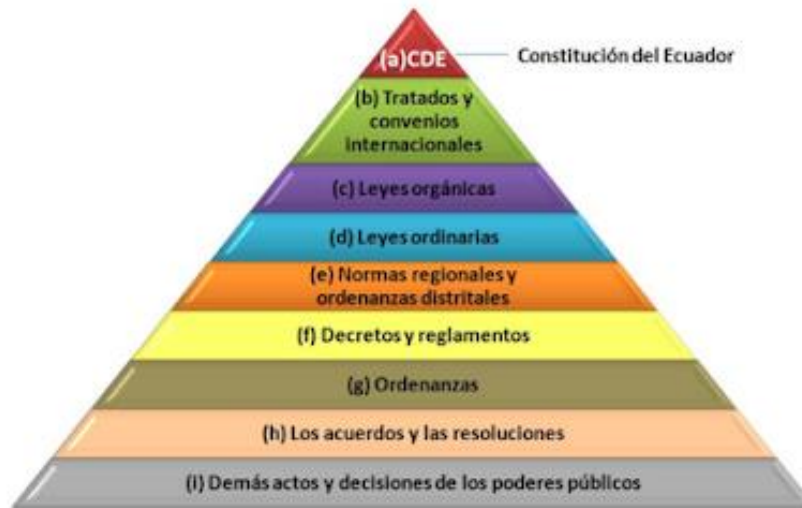 (a)CDE
Constitución del Ecuador
(b) Tratados y
convenios
internacionales
(c) Leyes orgánicas
(d) Leyes ordinarias
(e) Normas regionales y
ordenanzas distritales
(f) Decretos y reglamentos
(g) Ordenanzas
(h) Los acuerdos y las resoluciones
(i) Demás actos y decisiones de los poderes públicos